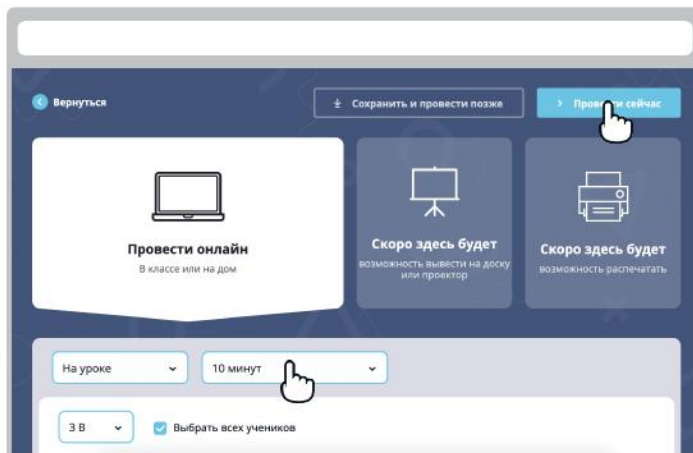 Вернуться
Сохранить и провести позже
Провести сейчас
Провести онлайн
В классе или на дом
Скоро здесь будет
возможность вывести на доску
или проектор
Скоро здесь будет
возможность распечатать
На уроке
10 минут
3 В
Выбрать всех учеников